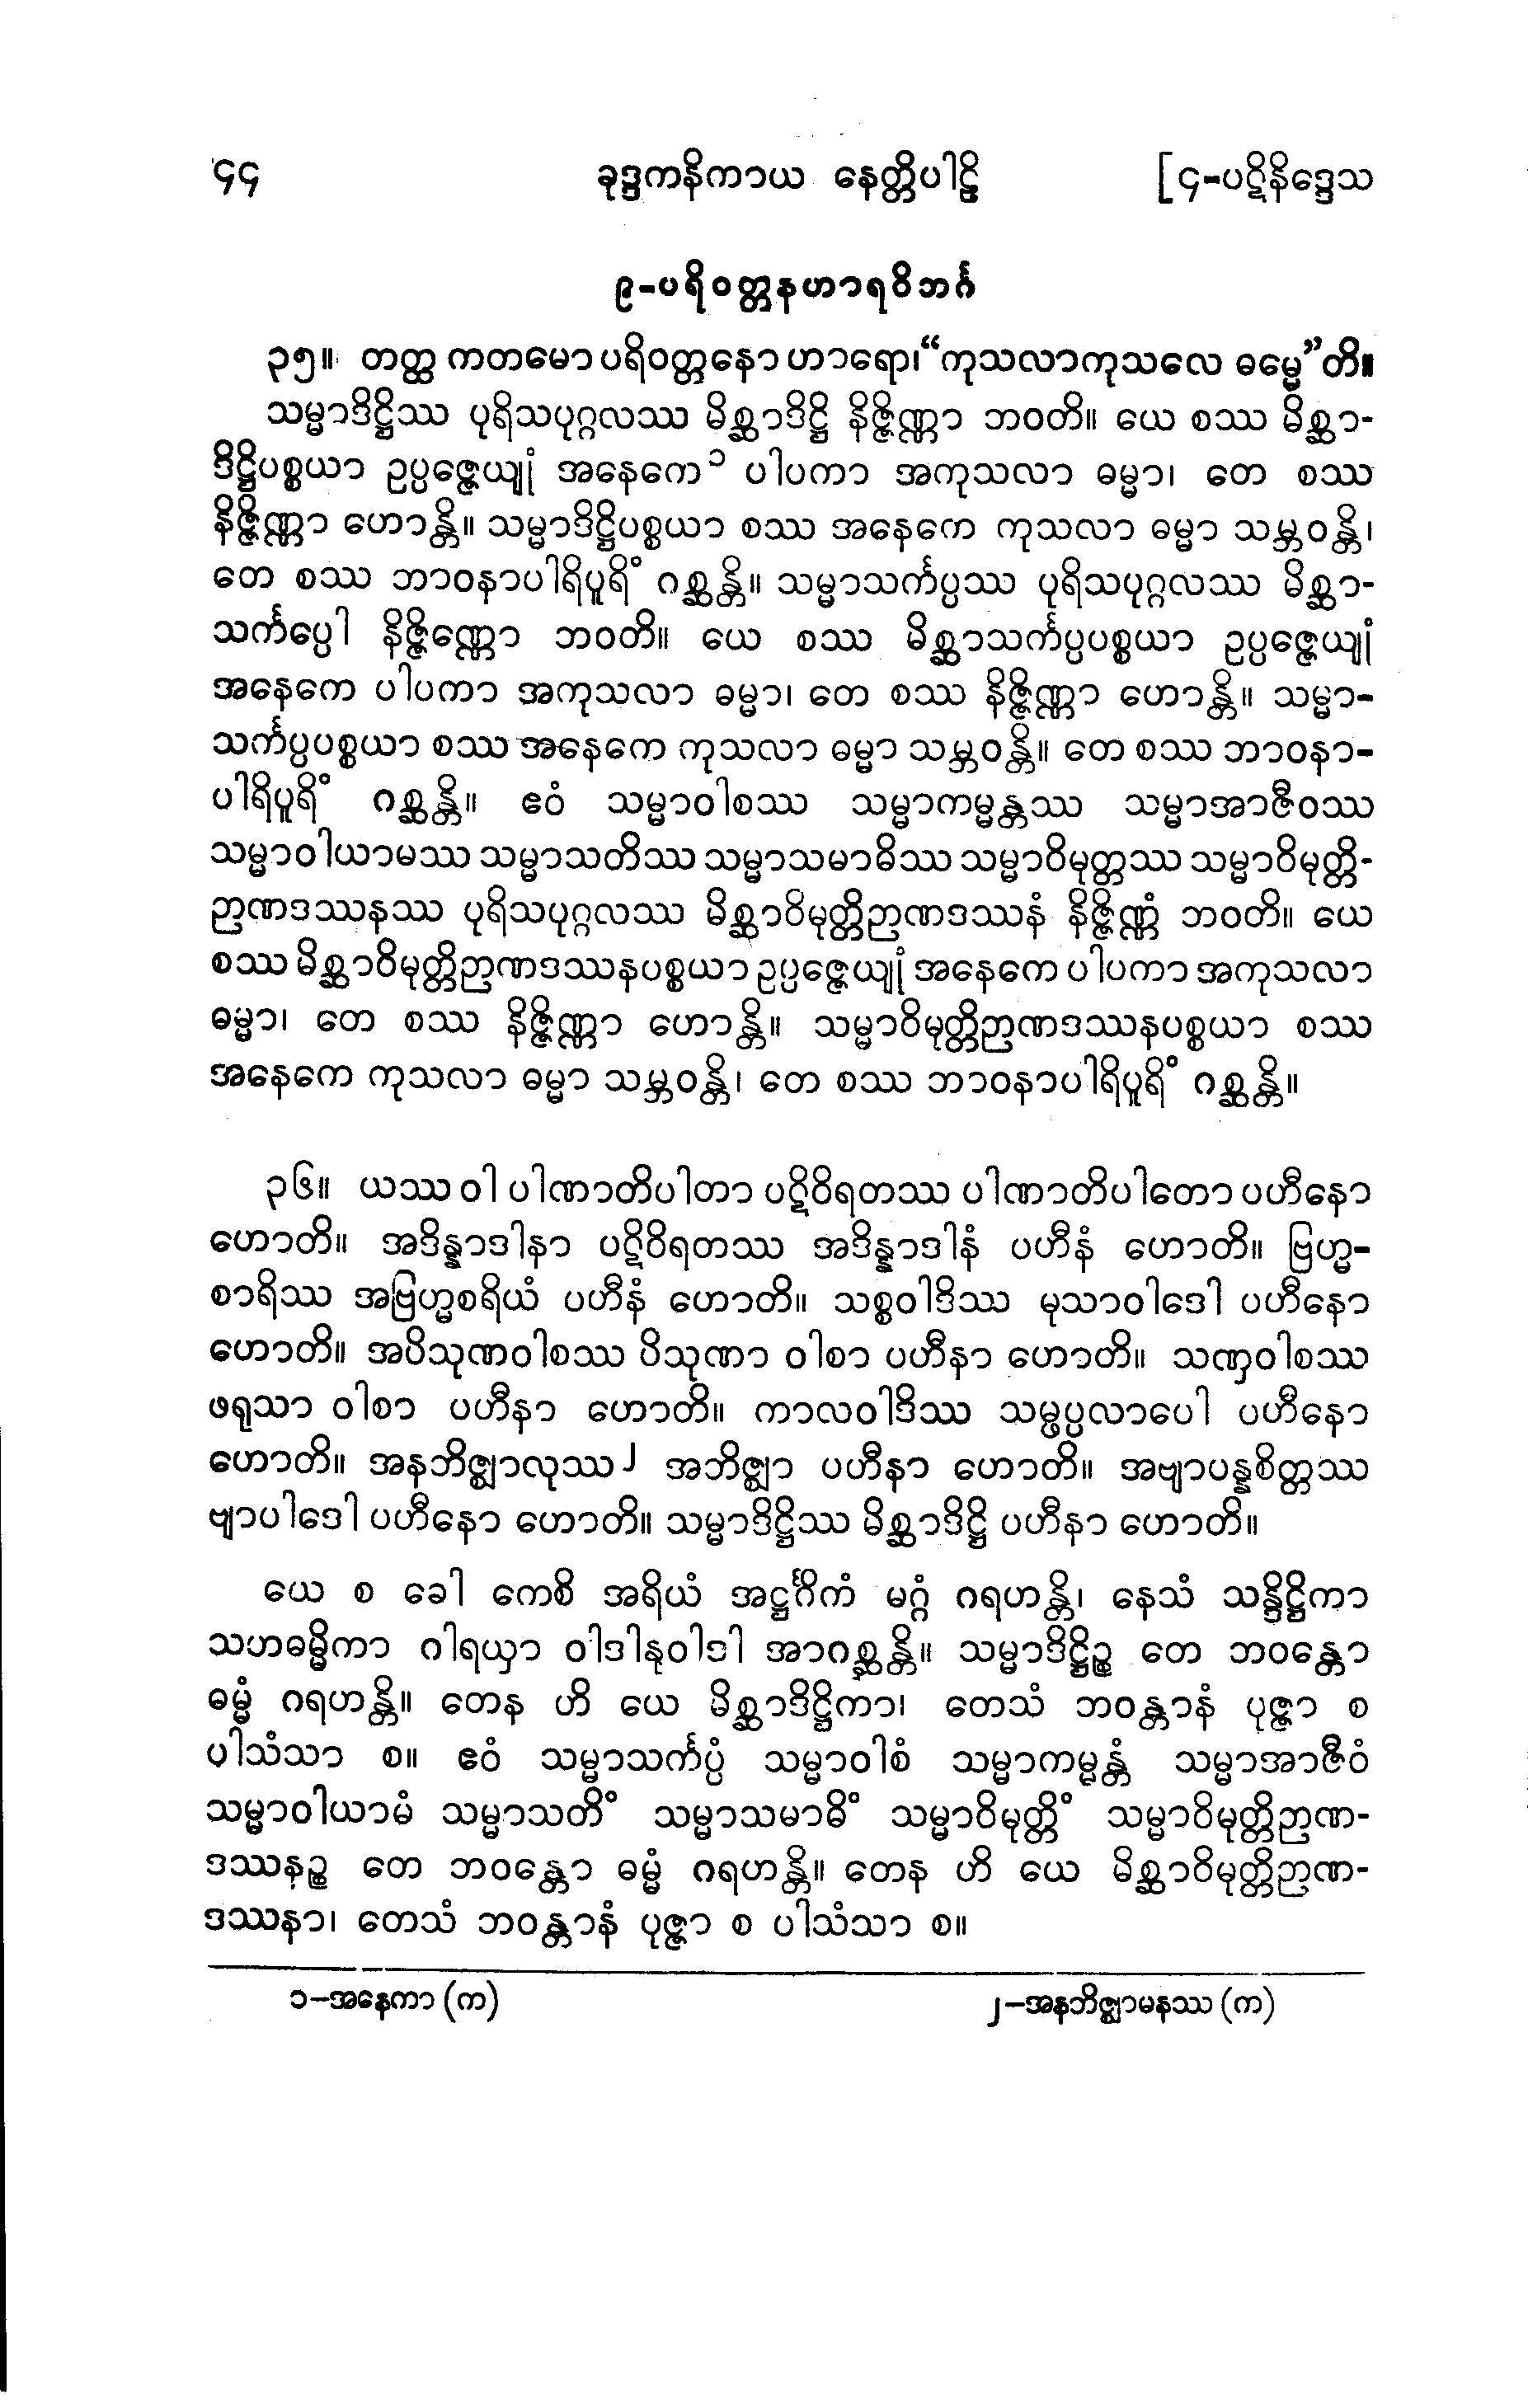 ၄၄ ခုဒ္ဒကနိကာယ နေတ္တိပါဠိ [၄-ပဋိနိဒ္ဒေသ
၉-ပရိဝတ္တနဟာရဝိဘင်္ဂ
၃၅။ တတ္ထ ကတမော ပရိဝတ္တနော ဟာရော၊ “ကုသလာကုသလေ ဓမ္မေ”တိ။
သမ္မာဒိဋ္ဌိဿ ပုရိသပုဂ္ဂလဿ မိစ္ဆာဒိဋ္ဌိ နိဇ္ဇိဏ္ဏာ ဘဝတိ။ ယေ စဿ မိစ္ဆာ-
ဒိဋ္ဌိပစ္စယာ ဥပ္ပဇ္ဇေယျုံ အနေကေ၁ ပါပကာ အကုသလာ ဓမ္မာ၊ တေ စဿ
နိဇ္ဇိဏ္ဏာ ဟောန္တိ။ သမ္မာဒိဋ္ဌိပစ္စယာ စဿ အနေကေ ကုသလာ ဓမ္မာ သမ္ဘဝန္တိ၊
တေ စဿ ဘာဝနာပါရိပူရိံ ဂစ္ဆန္တိ။ သမ္မာသင်္ကပ္ပဿ ပုရိသပုဂ္ဂလဿ မိစ္ဆာ-
သင်္ကပ္ပေါ နိဇ္ဇိဏ္ဏော ဘဝတိ။ ယေ စဿ မိစ္ဆာသင်္ကပ္ပပစ္စယာ ဥပ္ပဇ္ဇေယျုံ
အနေကေ ပါပကာ အကုသလာ ဓမ္မာ၊ တေ စဿ နိဇ္ဇိဏ္ဏာ ဟောန္တိ။ သမ္မာ-
သင်္ကပ္ပပစ္စယာ စဿ အနေကေ ကုသလာ ဓမ္မာ သမ္ဘဝန္တိ။ တေ စဿ ဘာဝနာ-
ပါရိပူရိံ ဂစ္ဆန္တိ။ ဧဝံ သမ္မာဝါစဿ သမ္မာကမ္မန္တဿ သမ္မာအာဇီဝဿ
သမ္မာဝါယာမဿ သမ္မာသတိဿ သမ္မာသမာဓိဿ သမ္မာဝိမုတ္တဿ သမ္မာဝိမုတ္တိ-
ဉာဏဒဿနဿ ပုရိသပုဂ္ဂလဿ မိစ္ဆာဝိမုတ္တိဉာဏဒဿနံ နိဇ္ဇိဏ္ဏံ ဘဝတိ။ ယေ
စဿ မိစ္ဆာဝိမုတ္တိဉာဏဒဿနပစ္စယာ ဥပ္ပဇ္ဇေယျုံ အနေကေ ပါပကာ အကုသလာ
ဓမ္မာ၊ တေ စဿ နိဇ္ဇိဏ္ဏာ ဟောန္တိ။ သမ္မာဝိမုတ္တိဉာဏဒဿနပစ္စယာ စဿ
အနေကေ ကုသလာ ဓမ္မာ သမ္ဘဝန္တိ၊ တေ စဿ ဘာဝနာပါရိပူရိံ ဂစ္ဆန္တိ။
၃၆။ ယဿ ဝါ ပါဏာတိပါတာ ပဋိဝိရတဿ ပါဏာတိပါတော ပဟီနော
ဟောတိ။ အဒိန္နာဒါနာ ပဋိဝိရတဿ အဒိန္နာဒါနံ ပဟီနံ ဟောတိ။ ဗြဟ္မ-
စာရိဿ အဗြဟ္မစရိယံ ပဟီနံ ဟောတိ။ သစ္စဝါဒိဿ မုသာဝါဒေါ ပဟီနော
ဟောတိ။ အပိသုဏဝါစဿ ပိသုဏာ ဝါစာ ပဟီနာ ဟောတိ။ သဏှဝါစဿ
ဖရုသာ ဝါစာ ပဟီနာ ဟောတိ။ ကာလဝါဒိဿ သမ္ဖပ္ပလာပေါ ပဟီနော
ဟောတိ။ အနဘိဇ္ဈာလုဿ၂ အဘိဇ္ဈာ ပဟီနာ ဟောတိ။ အဗျာပန္နစိတ္တဿ
ဗျာပါဒေါ ပဟီနော ဟောတိ။ သမ္မာဒိဋ္ဌိဿ မိစ္ဆာဒိဋ္ဌိ ပဟီနာ ဟောတိ။
ယေ စ ခေါ ကေစိ အရိယံ အဋ္ဌင်္ဂိကံ မဂ္ဂံ ဂရဟန္တိ၊ နေသံ သန္ဒိဋ္ဌိကာ
သဟဓမ္မိကာ ဂါရယှာ ဝါဒါနုဝါဒါ အာဂစ္ဆန္တိ။ သမ္မာဒိဋ္ဌိဉ္စ တေ ဘဝန္တော
ဓမ္မံ ဂရဟန္တိ။ တေန ဟိ ယေ မိစ္ဆာဒိဋ္ဌိကာ၊ တေသံ ဘဝန္တာနံ ပုဇ္ဇာ စ
ပါသံသာ စ။ ဧဝံ သမ္မာသင်္ကပ္ပံ သမ္မာဝါစံ သမ္မာကမ္မန္တံ သမ္မာအာဇီဝံ
သမ္မာဝါယာမံ သမ္မာသတိံ သမ္မာသမာဓိံ သမ္မာဝိမုတ္တိံ သမ္မာဝိမုတ္တိဉာဏ-
ဒဿနဉ္စ တေ ဘဝန္တော ဓမ္မံ ဂရဟန္တိ။ တေန ဟိ ယေ မိစ္ဆာဝိမုတ္တိဉာဏ-
ဒဿနာ၊ တေသံ ဘဝန္တာနံ ပုဇ္ဇာ စ ပါသံသာ စ။
၁–အနေကာ (က) ၂–အနဘိဇ္ဈာမနဿ (က)